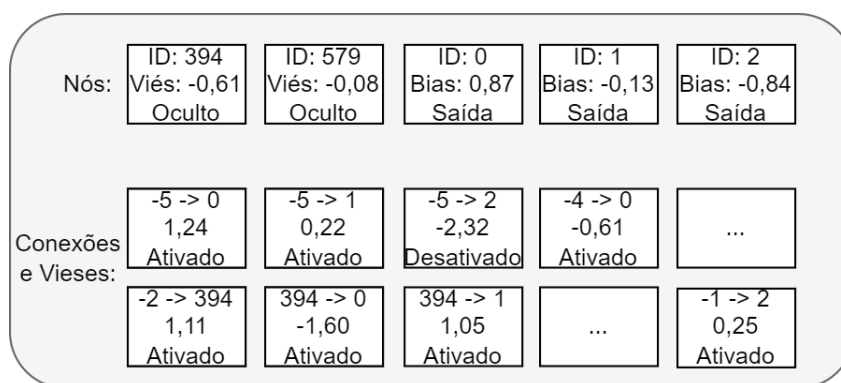 Nós:
ID: 394
Viés: -0,61
Oculto
ID: 579
Viés: -0,08
Oculto
ID: 0
Bias: 0,87
Saída
ID: 1
Bias: -0,13
Saída
ID: 2
Bias: -0,84
Saída
Conexões
e Vieses:
-5 -> 0
1,24
Ativado
-5 -> 1
0,22
Ativado
-5 -> 2
-2,32
Desativado
-4 -> 0
-0,61
Ativado
...
-2 -> 394
1,11
Ativado
394 -> 0
-1,60
Ativado
394 -> 1
1,05
Ativado
...
-1 -> 2
0,25
Ativado